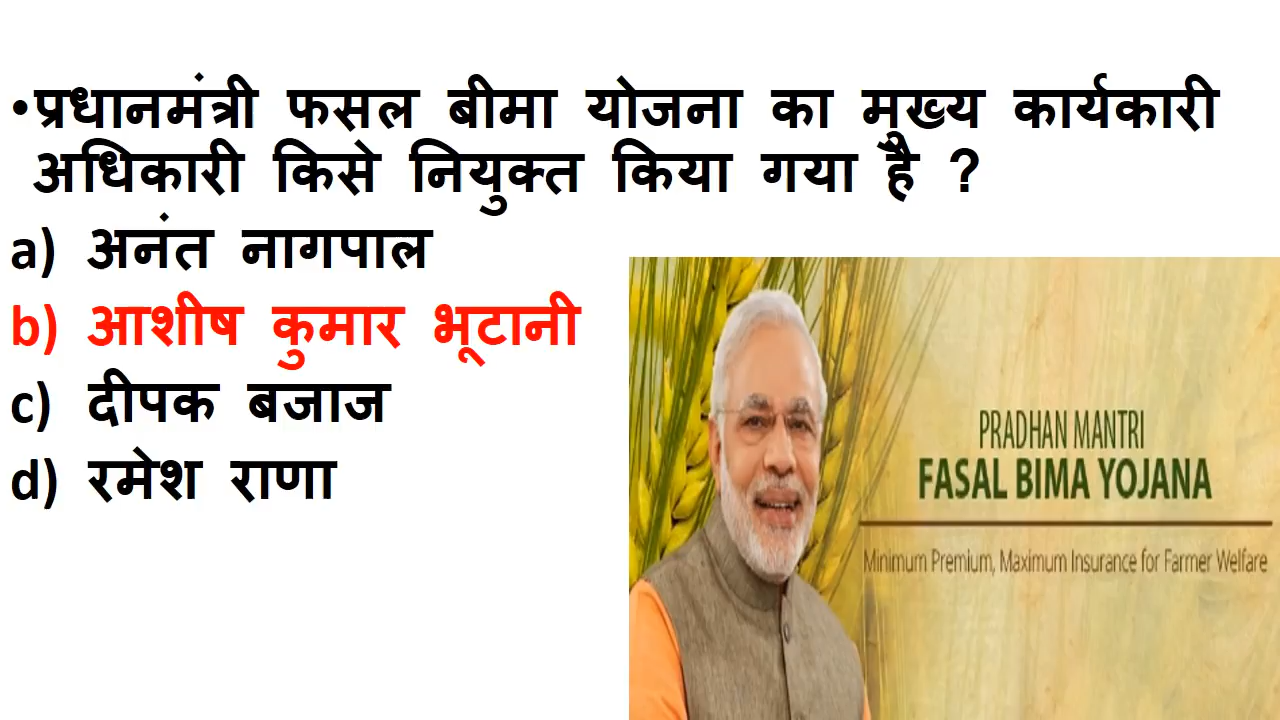 •प्रधानमंत्री फसल बीमा योजना का मुख्य कार्यकारी
अधिकारी किसे नियुक्त किया गया है ?
a) अनंत नागपाल
b) आशीष कुमार भूटानी
c) दीपक बजाज
d) रमेश राणा
PRADHAN MANTRI
FASAL BIMA YOJANA
Minimum Premium, Maximum Insurance for Farmer Welfare